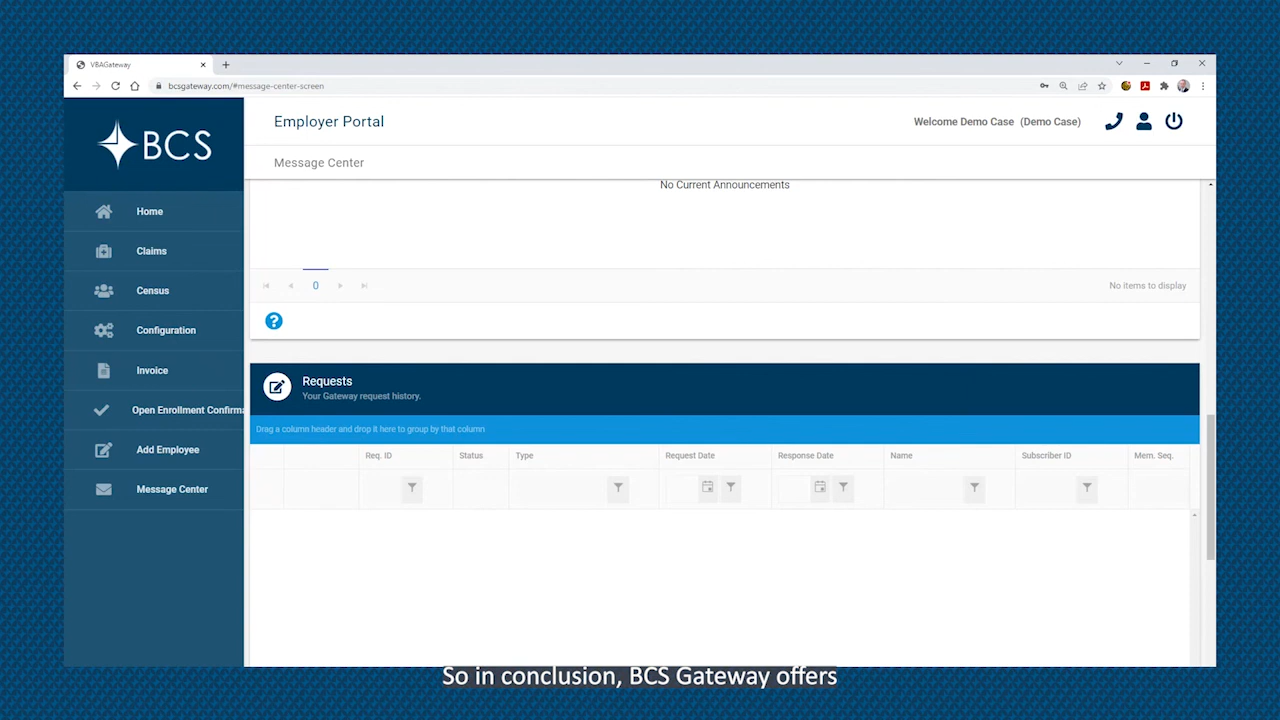 VBAGateway
bcsgateway.com/#message-center-screen
BCS
Employer Portal
Welcome Demo Case (Demo Case)
Message Center
Home
Claims
Census
Configuration
Invoice
Open Enrollment Confirma
Add Employee
Message Center
No Current Announcements
0
No items to display
?
Requests
Your Gateway request history.
Drag a column header and drop it here to group by that column
Req. ID Status Type Request Date Response Date Name Subscriber ID Mem. Seq.
So in conclusion, BCS Gateway offers